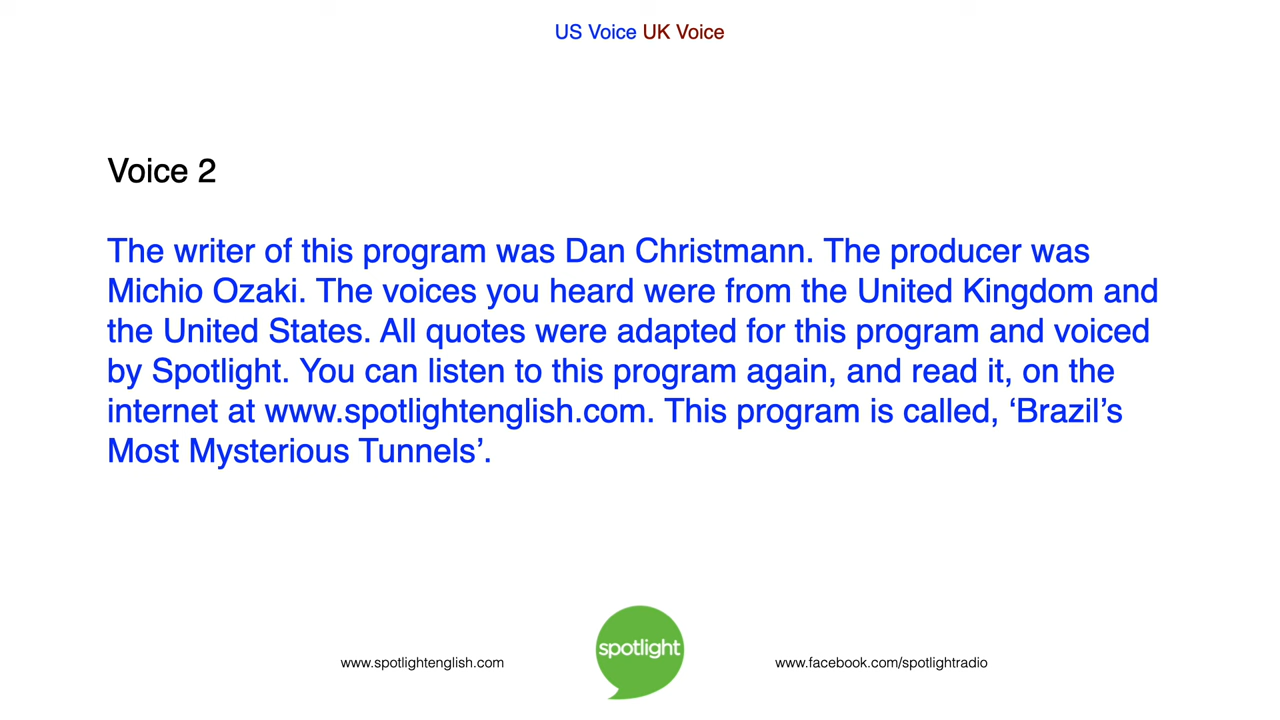 US Voice UK Voice
Voice 2
The writer of this program was Dan Christmann. The producer was
Michio Ozaki. The voices you heard were from the United Kingdom and
the United States. All quotes were adapted for this program and voiced
by Spotlight. You can listen to this program again, and read it, on the
internet at www.spotlightenglish.com. This program is called, ‘Brazil’s
Most Mysterious Tunnels’.
www.spotlightenglish.com
spotlight
www.facebook.com/spotlightradio